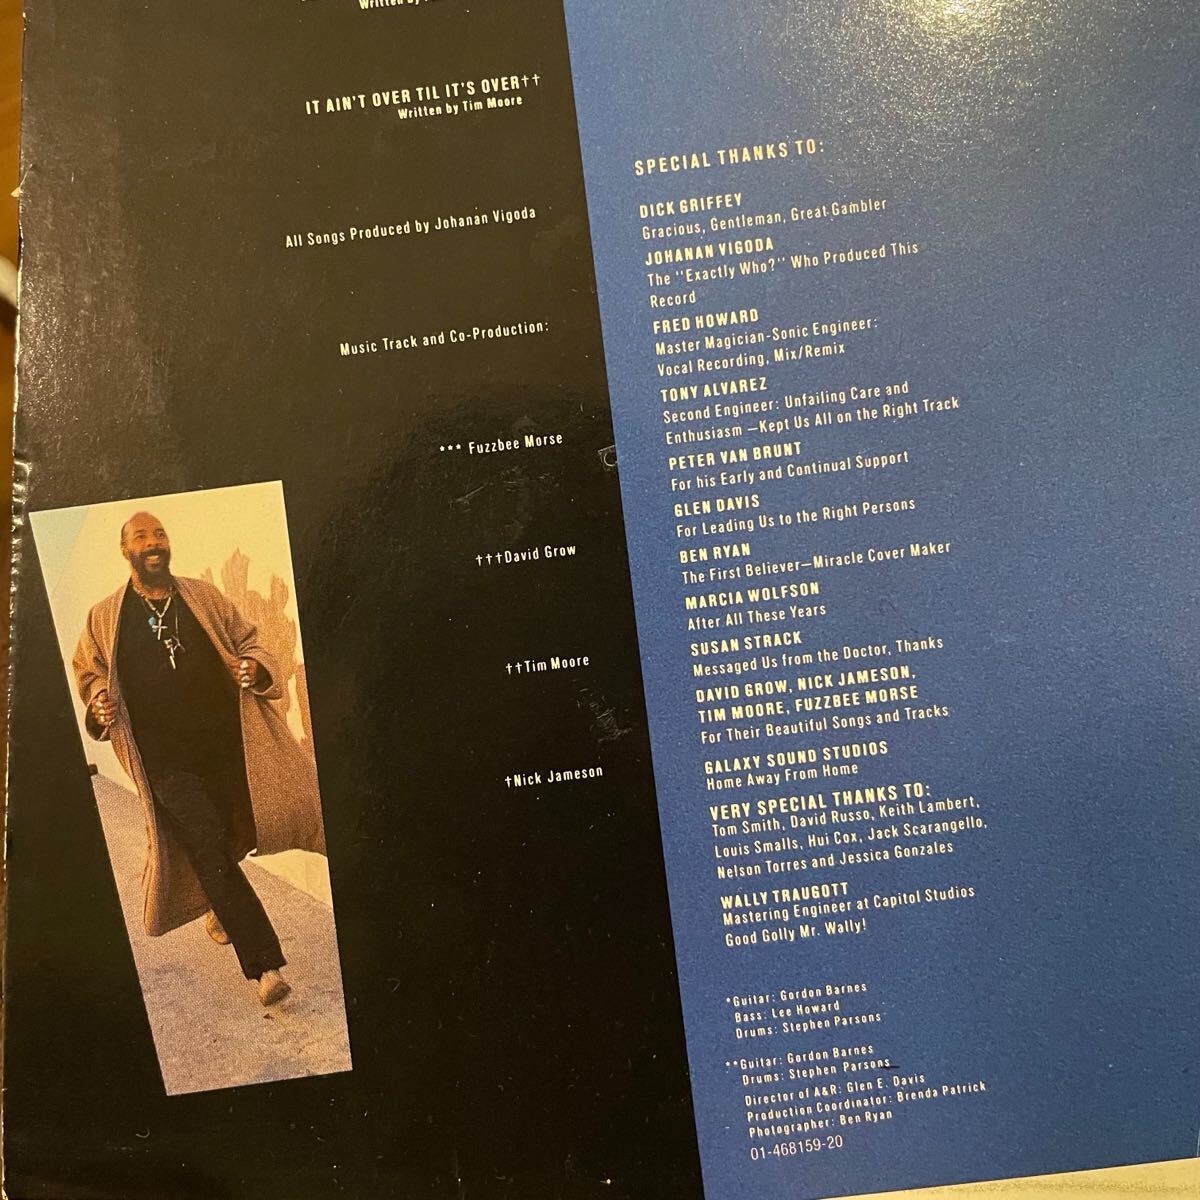 Written by
IT AIN'T OVER TIL IT'S OVER††
Written by Tim Moore
All Songs Produced by Johanan Vigoda
Music Track and Co-Production:
*** Fuzzbee Morse
†††David Grow
††Tim Moore
†Nick Jameson
SPECIAL THANKS TO:
DICK GRIFFEY
Gracious, Gentleman, Great Gambler
JOHANAN VIGODA
The "Exactly Who?" Who Produced This
Record
FRED HOWARD
Master Magician-Sonic Engineer:
Vocal Recording, Mix/Remix
TONY ALVAREZ
Second Engineer: Unfailing Care and
Enthusiasm —Kept Us All on the Right Track
PETER VAN BRUNT
For his Early and Continual Support
GLEN DAVIS
For Leading Us to the Right Persons
BEN RYAN
The First Believer—Miracle Cover Maker
MARCIA WOLFSON
After All These Years
SUSAN STRACK
Messaged Us from the Doctor, Thanks
DAVID GROW, NICK JAMESON,
TIM MOORE, FUZZBEE MORSE
For Their Beautiful Songs and Tracks
GALAXY SOUND STUDIOS
Home Away From Home
VERY SPECIAL THANKS TO:
Tom Smith, David Russo, Keith Lambert,
Louis Smalls, Hui Cox, Jack Scarangello,
Nelson Torres and Jessica Gonzales
WALLY TRAUGOTT
Mastering Engineer at Capitol Studios
Good Golly Mr. Wally!
*Guitar: Gordon Barnes
Bass: Lee Howard
Drums: Stephen Parsons
**Guitar: Gordon Barnes
Drums: Stephen Parsons
Director of A&R: Glen E. Davis
Production Coordinator: Brenda Patrick
Photographer: Ben Ryan
01-468159-20